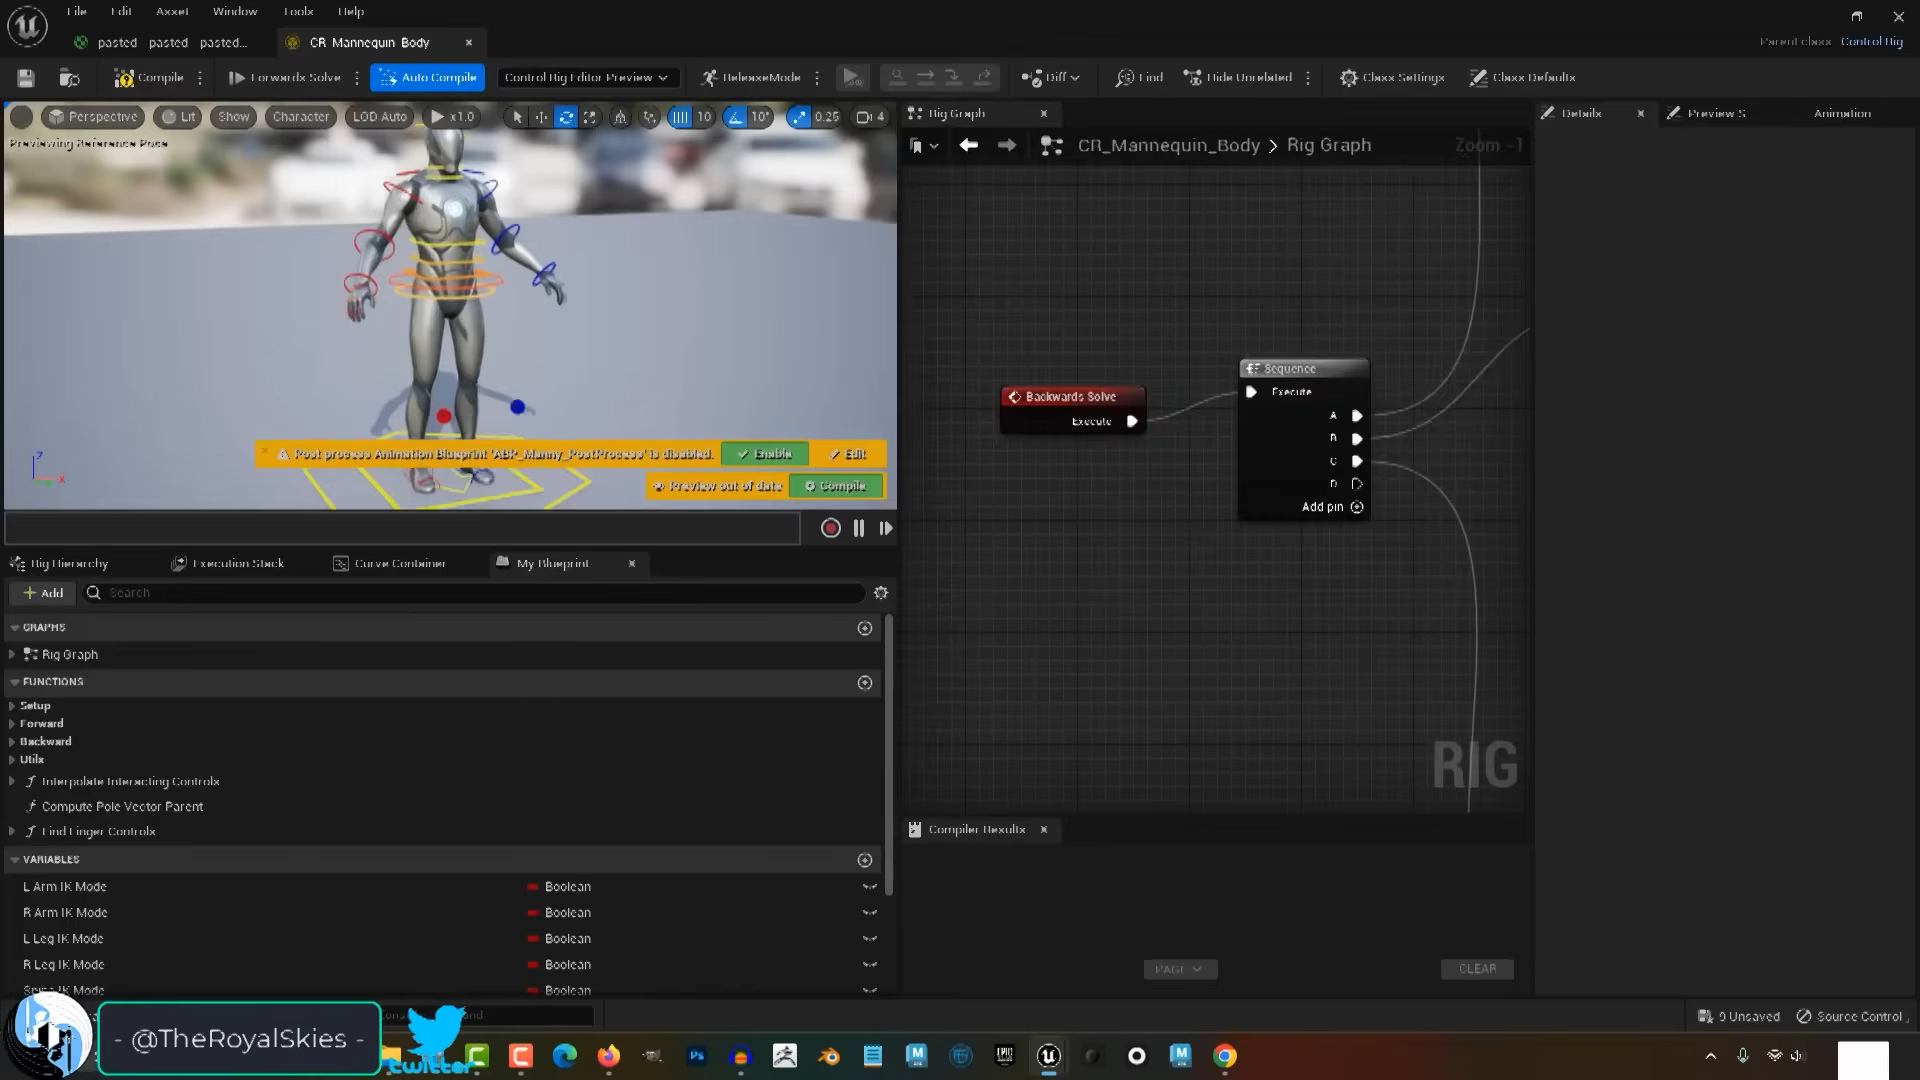 File Edit Asset Window Tools Help
pasted pasted pasted... CR_Mannequin_Body
Parent class Control Rig
Compile Forwards Solve Auto Compile Control Rig Editor Preview Release Mode Diff Find Hide Unrelated Class Settings Class Defaults
Perspective Lit Show Character LOD Auto x1.0 10 10° 0.25 4
Previewing Reference Pose
Rig Graph
CR_Mannequin_Body > Rig Graph Zoom -1
Details Preview S Animation
Backwards Solve
Execute
Sequence
Execute
A
B
C
D
Add pin
RIG
Z
X
Post process Animation Blueprint 'ABP_Manny_PostProcess' is disabled. Enable Edit
Preview out of date Compile
Rig Hierarchy Execution Stack Curve Container My Blueprint
Add Search
GRAPHS
Rig Graph
FUNCTIONS
Setup
Forward
Backward
Utils
Interpolate Interacting Controls
Compute Pole Vector Parent
Find Finger Controls
VARIABLES
L Arm IK Mode Boolean
R Arm IK Mode Boolean
L Leg IK Mode Boolean
R Leg IK Mode Boolean
Spine IK Mode Boolean
Compiler Results
PAGE CLEAR
9 Unsaved Source Control
- @TheRoyalSkies -
twitter
Ps
C
C
M
EPIC
M